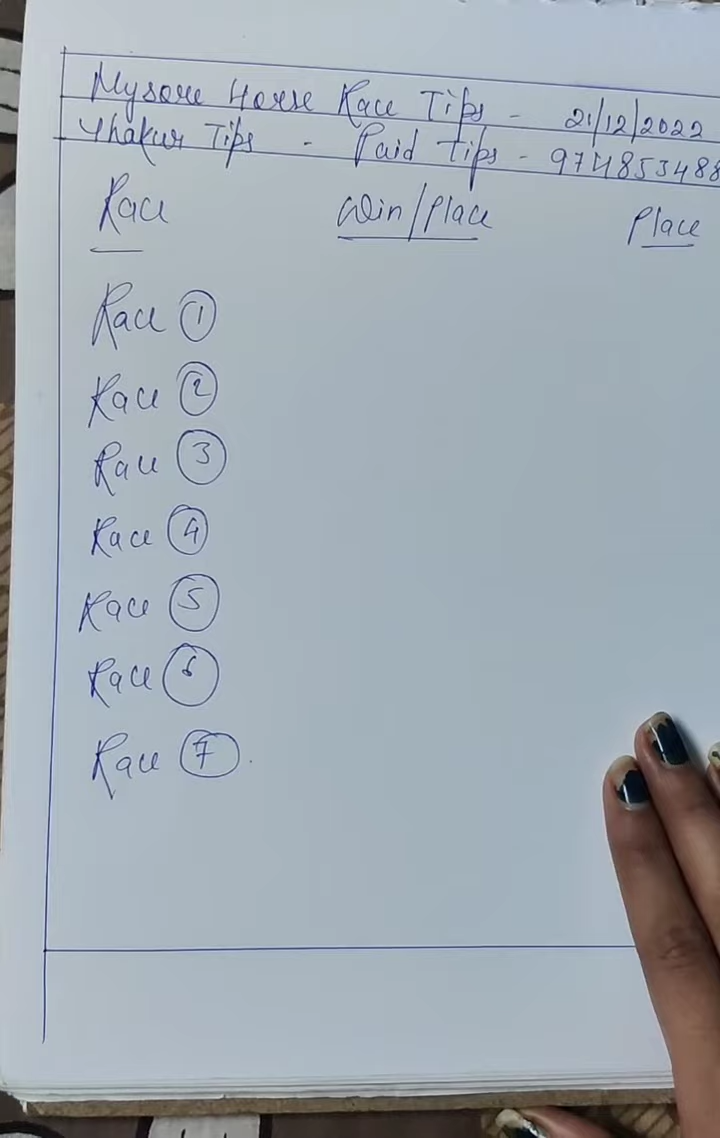 Mysore Horse Race Tips - 21/12/2022
Thakur Tips - Paid Tips - 974853488
Race Win/Place Place
Race 1
Race 2
Race 3
Race 4
Race 5
Race 6
Race 7